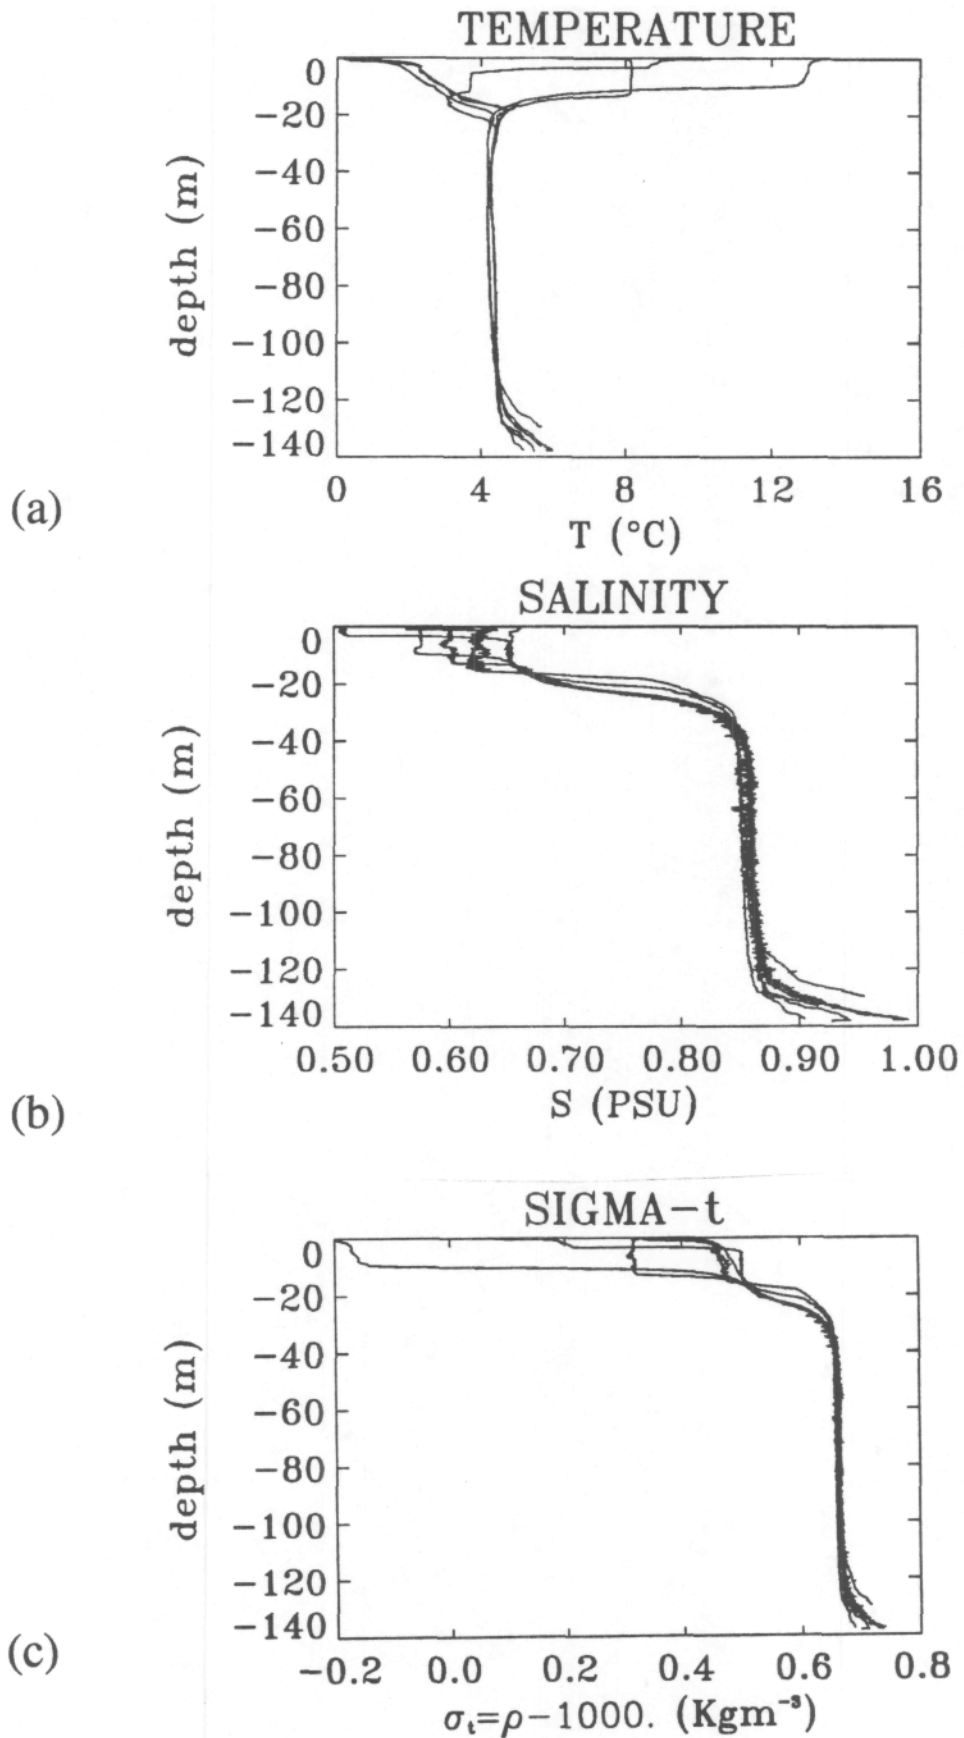 TEMPERATURE
0
-20
-40
-60
-80
-100
-120
-140
depth (m)
0 4 8 12 16
T (°C)
(a)
SALINITY
0
-20
-40
-60
-80
-100
-120
-140
depth (m)
0.50 0.60 0.70 0.80 0.90 1.00
S (PSU)
(b)
SIGMA-t
0
-20
-40
-60
-80
-100
-120
-140
depth (m)
-0.2 0.0 0.2 0.4 0.6 0.8
σₜ=ρ-1000. (Kgm⁻³)
(c)